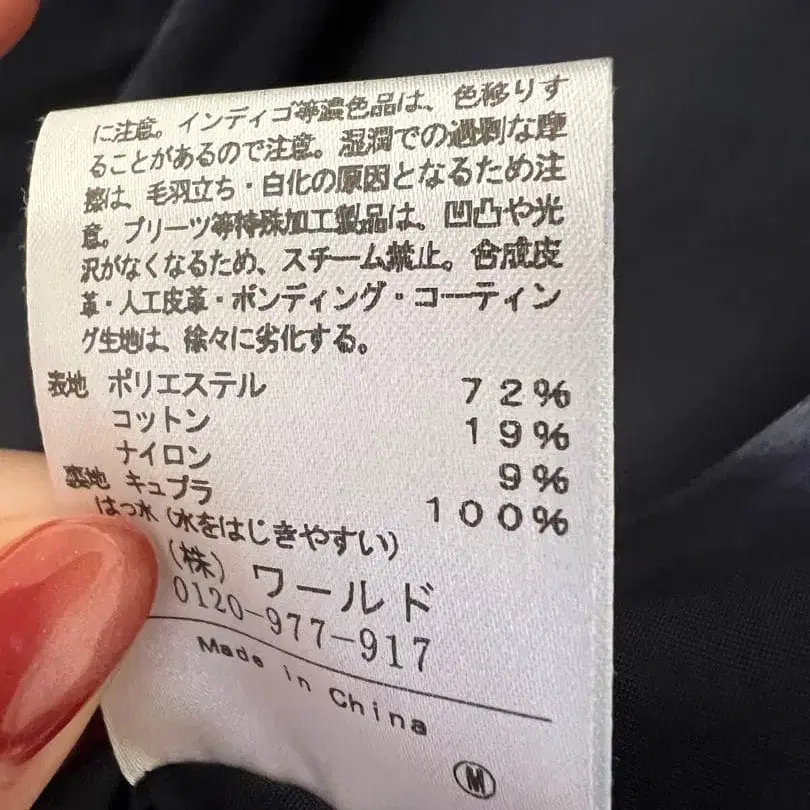 に注意。インディゴ等濃色品は、色移りす
ることがあるので注意。湿潤での過剰な摩
擦は、毛羽立ち・白化の原因となるため注
意。プリーツ等特殊加工製品は、凹凸や光
沢がなくなるため、スチーム禁止。合成皮
革・人工皮革・ボンディング・コーティン
グ生地は、徐々に劣化する。
表地 ポリエステル 72%
コットン 19%
ナイロン 9%
裏地 キュプラ 100%
はっ水（水をはじきやすい）
（株）ワールド
0120-977-917
Made in China
M